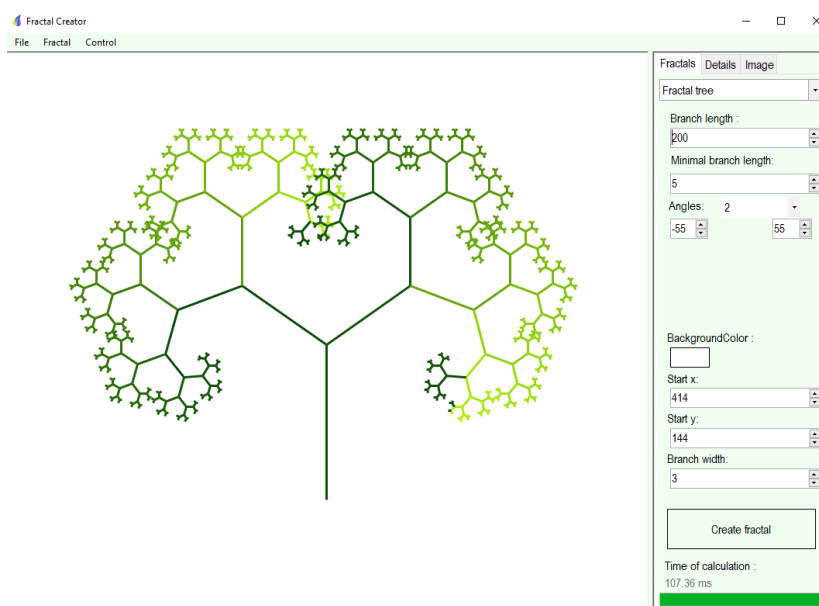 Fractal Creator
File Fractal Control
Fractals Details Image
Fractal tree
Branch length :
200
Minimal branch length:
5
Angles: 2
-55 55
BackgroundColor :
Start x:
414
Start y:
144
Branch width:
3
Create fractal
Time of calculation :
107.36 ms